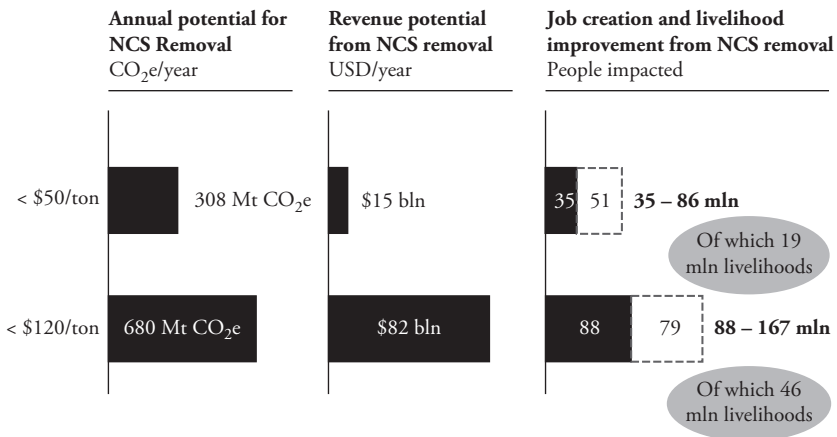 Annual potential for
NCS Removal
CO₂e/year
Revenue potential
from NCS removal
USD/year
Job creation and livelihood
improvement from NCS removal
People impacted
< $50/ton
308 Mt CO₂e
$15 bln
35
51
35 – 86 mln
Of which 19
mln livelihoods
< $120/ton
680 Mt CO₂e
$82 bln
88
79
88 – 167 mln
Of which 46
mln livelihoods